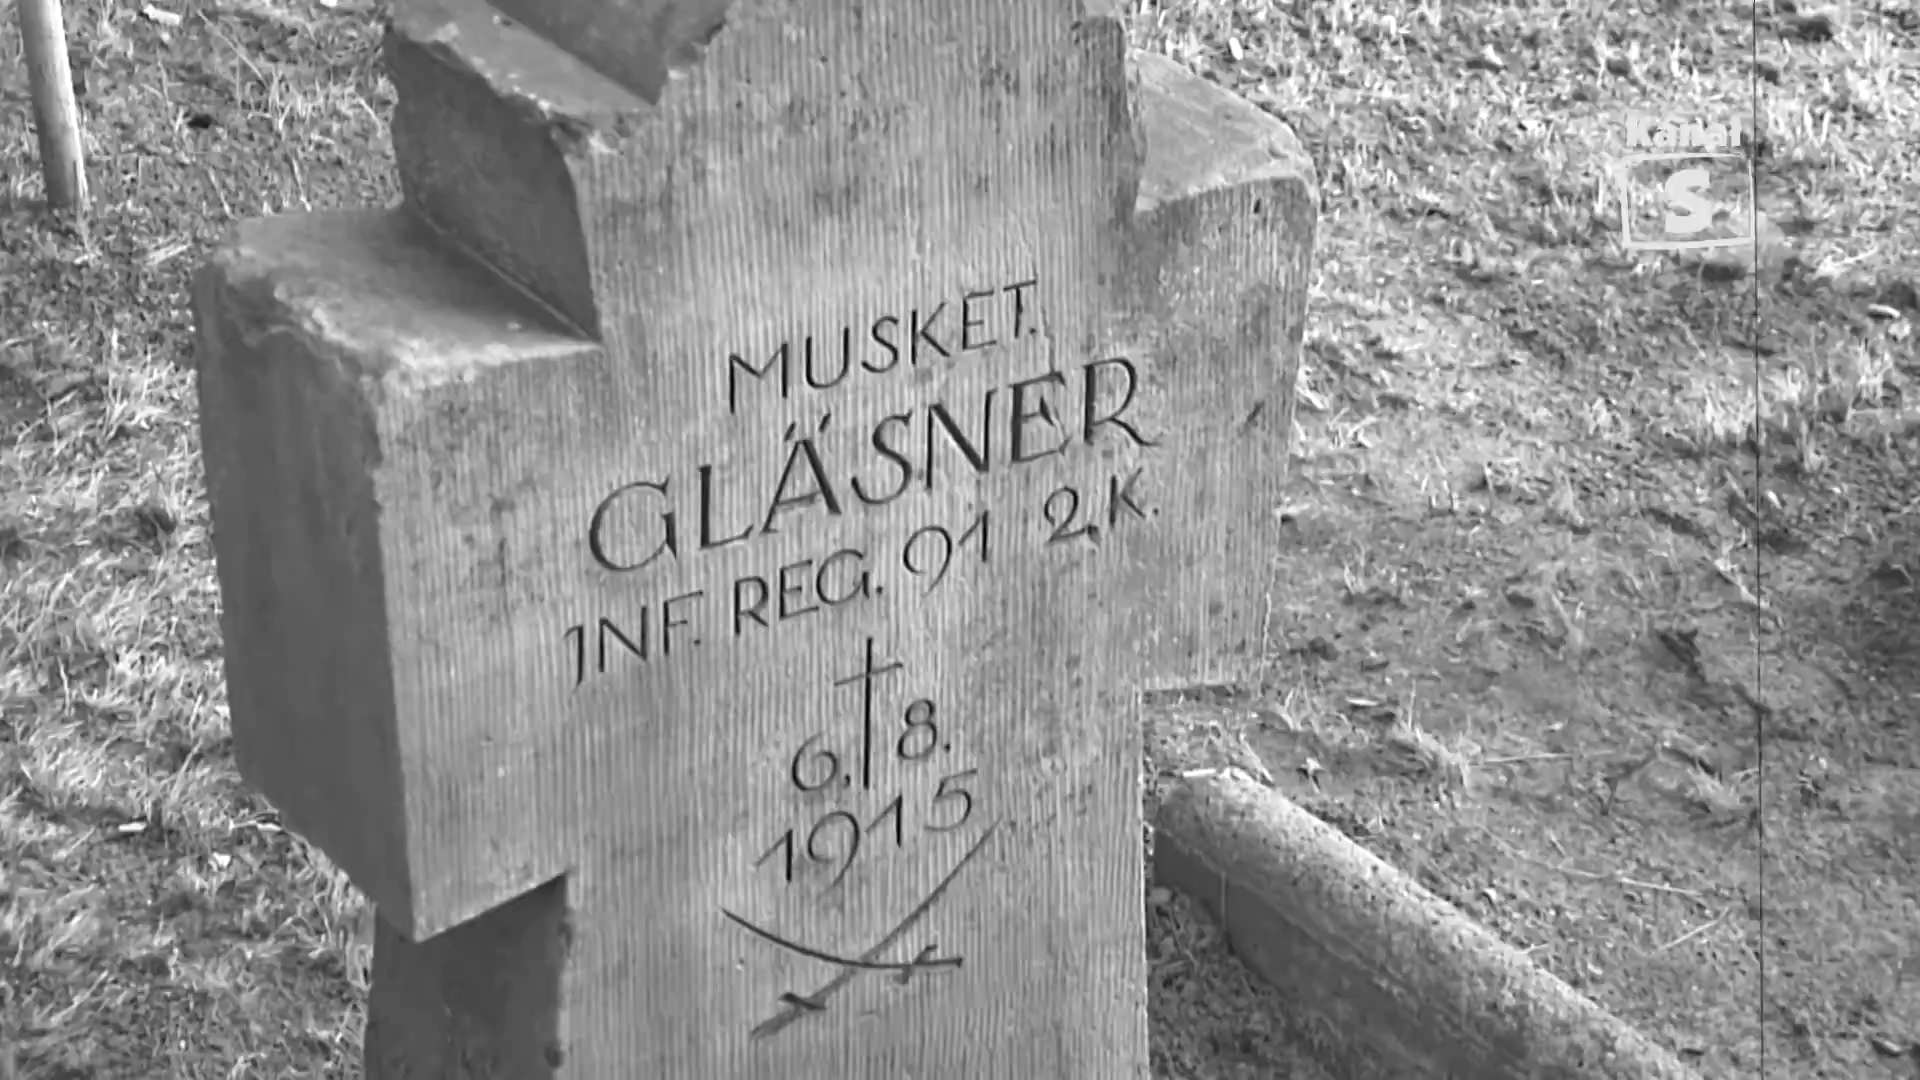 Kanal
S
MUSKET.
GLÄSNER
INF. REG. 91 2.K.
6.†8.
1915